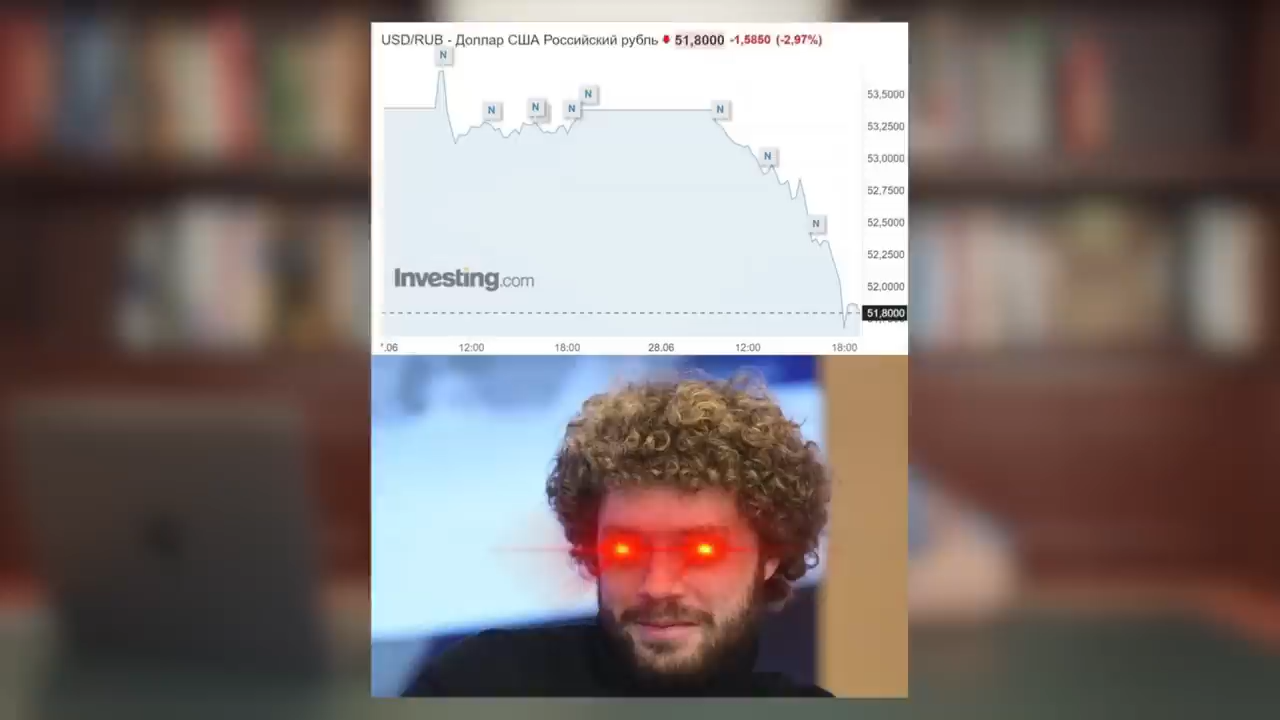 USD/RUB - Доллар США Российский рубль 51,8000 -1,5850 (-2,97%)
N
N
N
N
N
N
N
N
53,5000
53,2500
53,0000
52,7500
52,5000
52,2500
52,0000
51,8000
Investing.com
12:00
18:00
28.06
12:00
18:00